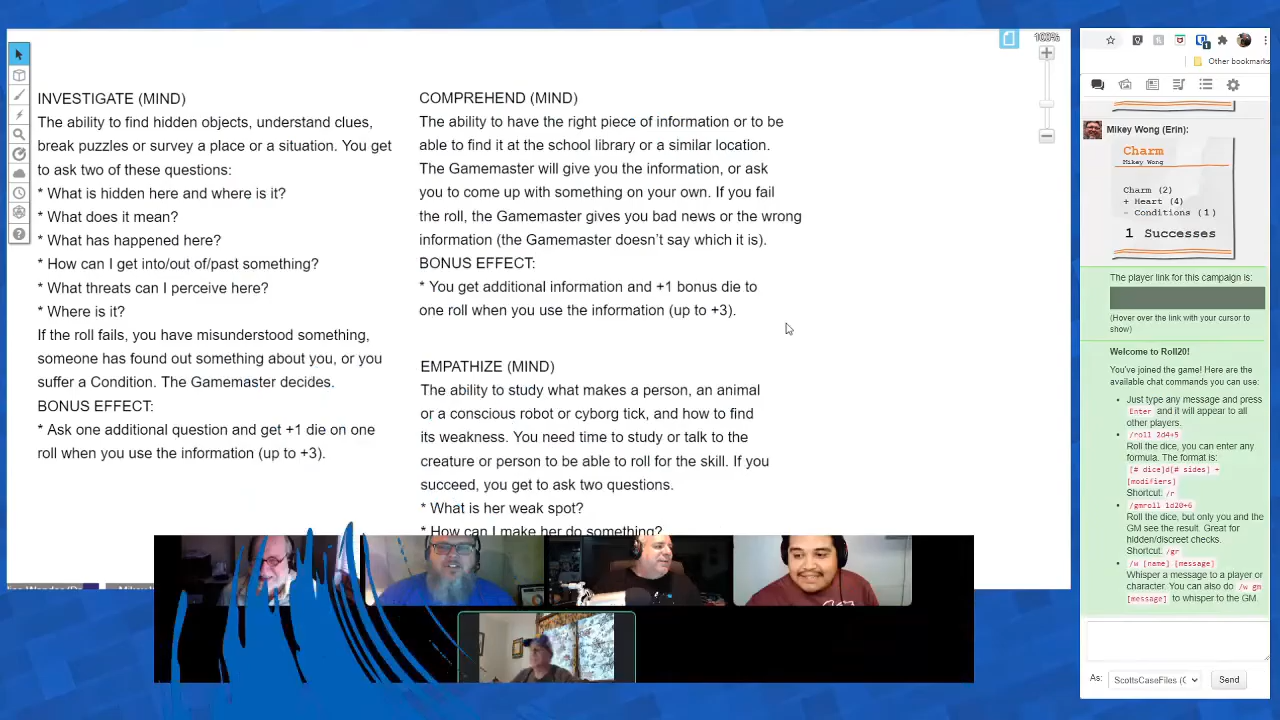 100%
INVESTIGATE (MIND)
The ability to find hidden objects, understand clues,
break puzzles or survey a place or a situation. You get
to ask two of these questions:
* What is hidden here and where is it?
* What does it mean?
* What has happened here?
* How can I get into/out of/past something?
* What threats can I perceive here?
* Where is it?
If the roll fails, you have misunderstood something,
someone has found out something about you, or you
suffer a Condition. The Gamemaster decides.
BONUS EFFECT:
* Ask one additional question and get +1 die on one
roll when you use the information (up to +3).
COMPREHEND (MIND)
The ability to have the right piece of information or to be
able to find it at the school library or a similar location.
The Gamemaster will give you the information, or ask
you to come up with something on your own. If you fail
the roll, the Gamemaster gives you bad news or the wrong
information (the Gamemaster doesn't say which it is).
BONUS EFFECT:
* You get additional information and +1 bonus die to
one roll when you use the information (up to +3).
EMPATHIZE (MIND)
The ability to study what makes a person, an animal
or a conscious robot or cyborg tick, and how to find
its weakness. You need time to study or talk to the
creature or person to be able to roll for the skill. If you
succeed, you get to ask two questions.
* What is her weak spot?
* How can I make her do something?
Other bookmarks
Mikey Wong (Erin):
Charm
Mikey Wong
Charm (2)
+ Heart (4)
- Conditions (1)
1 Successes
The player link for this campaign is:
(Hover over the link with your cursor to
show)
Welcome to Roll20!
You've joined the game! Here are the
available chat commands you can use:
• Just type any message and press
Enter and it will appear to all
other players.
• /roll 2d4+5
Roll the dice, you can enter any
formula. The format is:
[# dice]d[# sides] +
[modifiers]
Shortcut: /r
• /gmroll 1d20+6
Roll the dice, but only you and the
GM see the result. Great for
hidden/discreet checks.
Shortcut: /gr
• /w [name] [message]
Whisper a message to a player or
character. You can also do /w gm
[message] to whisper to the GM.
As: ScottsCaseFiles (G
Send